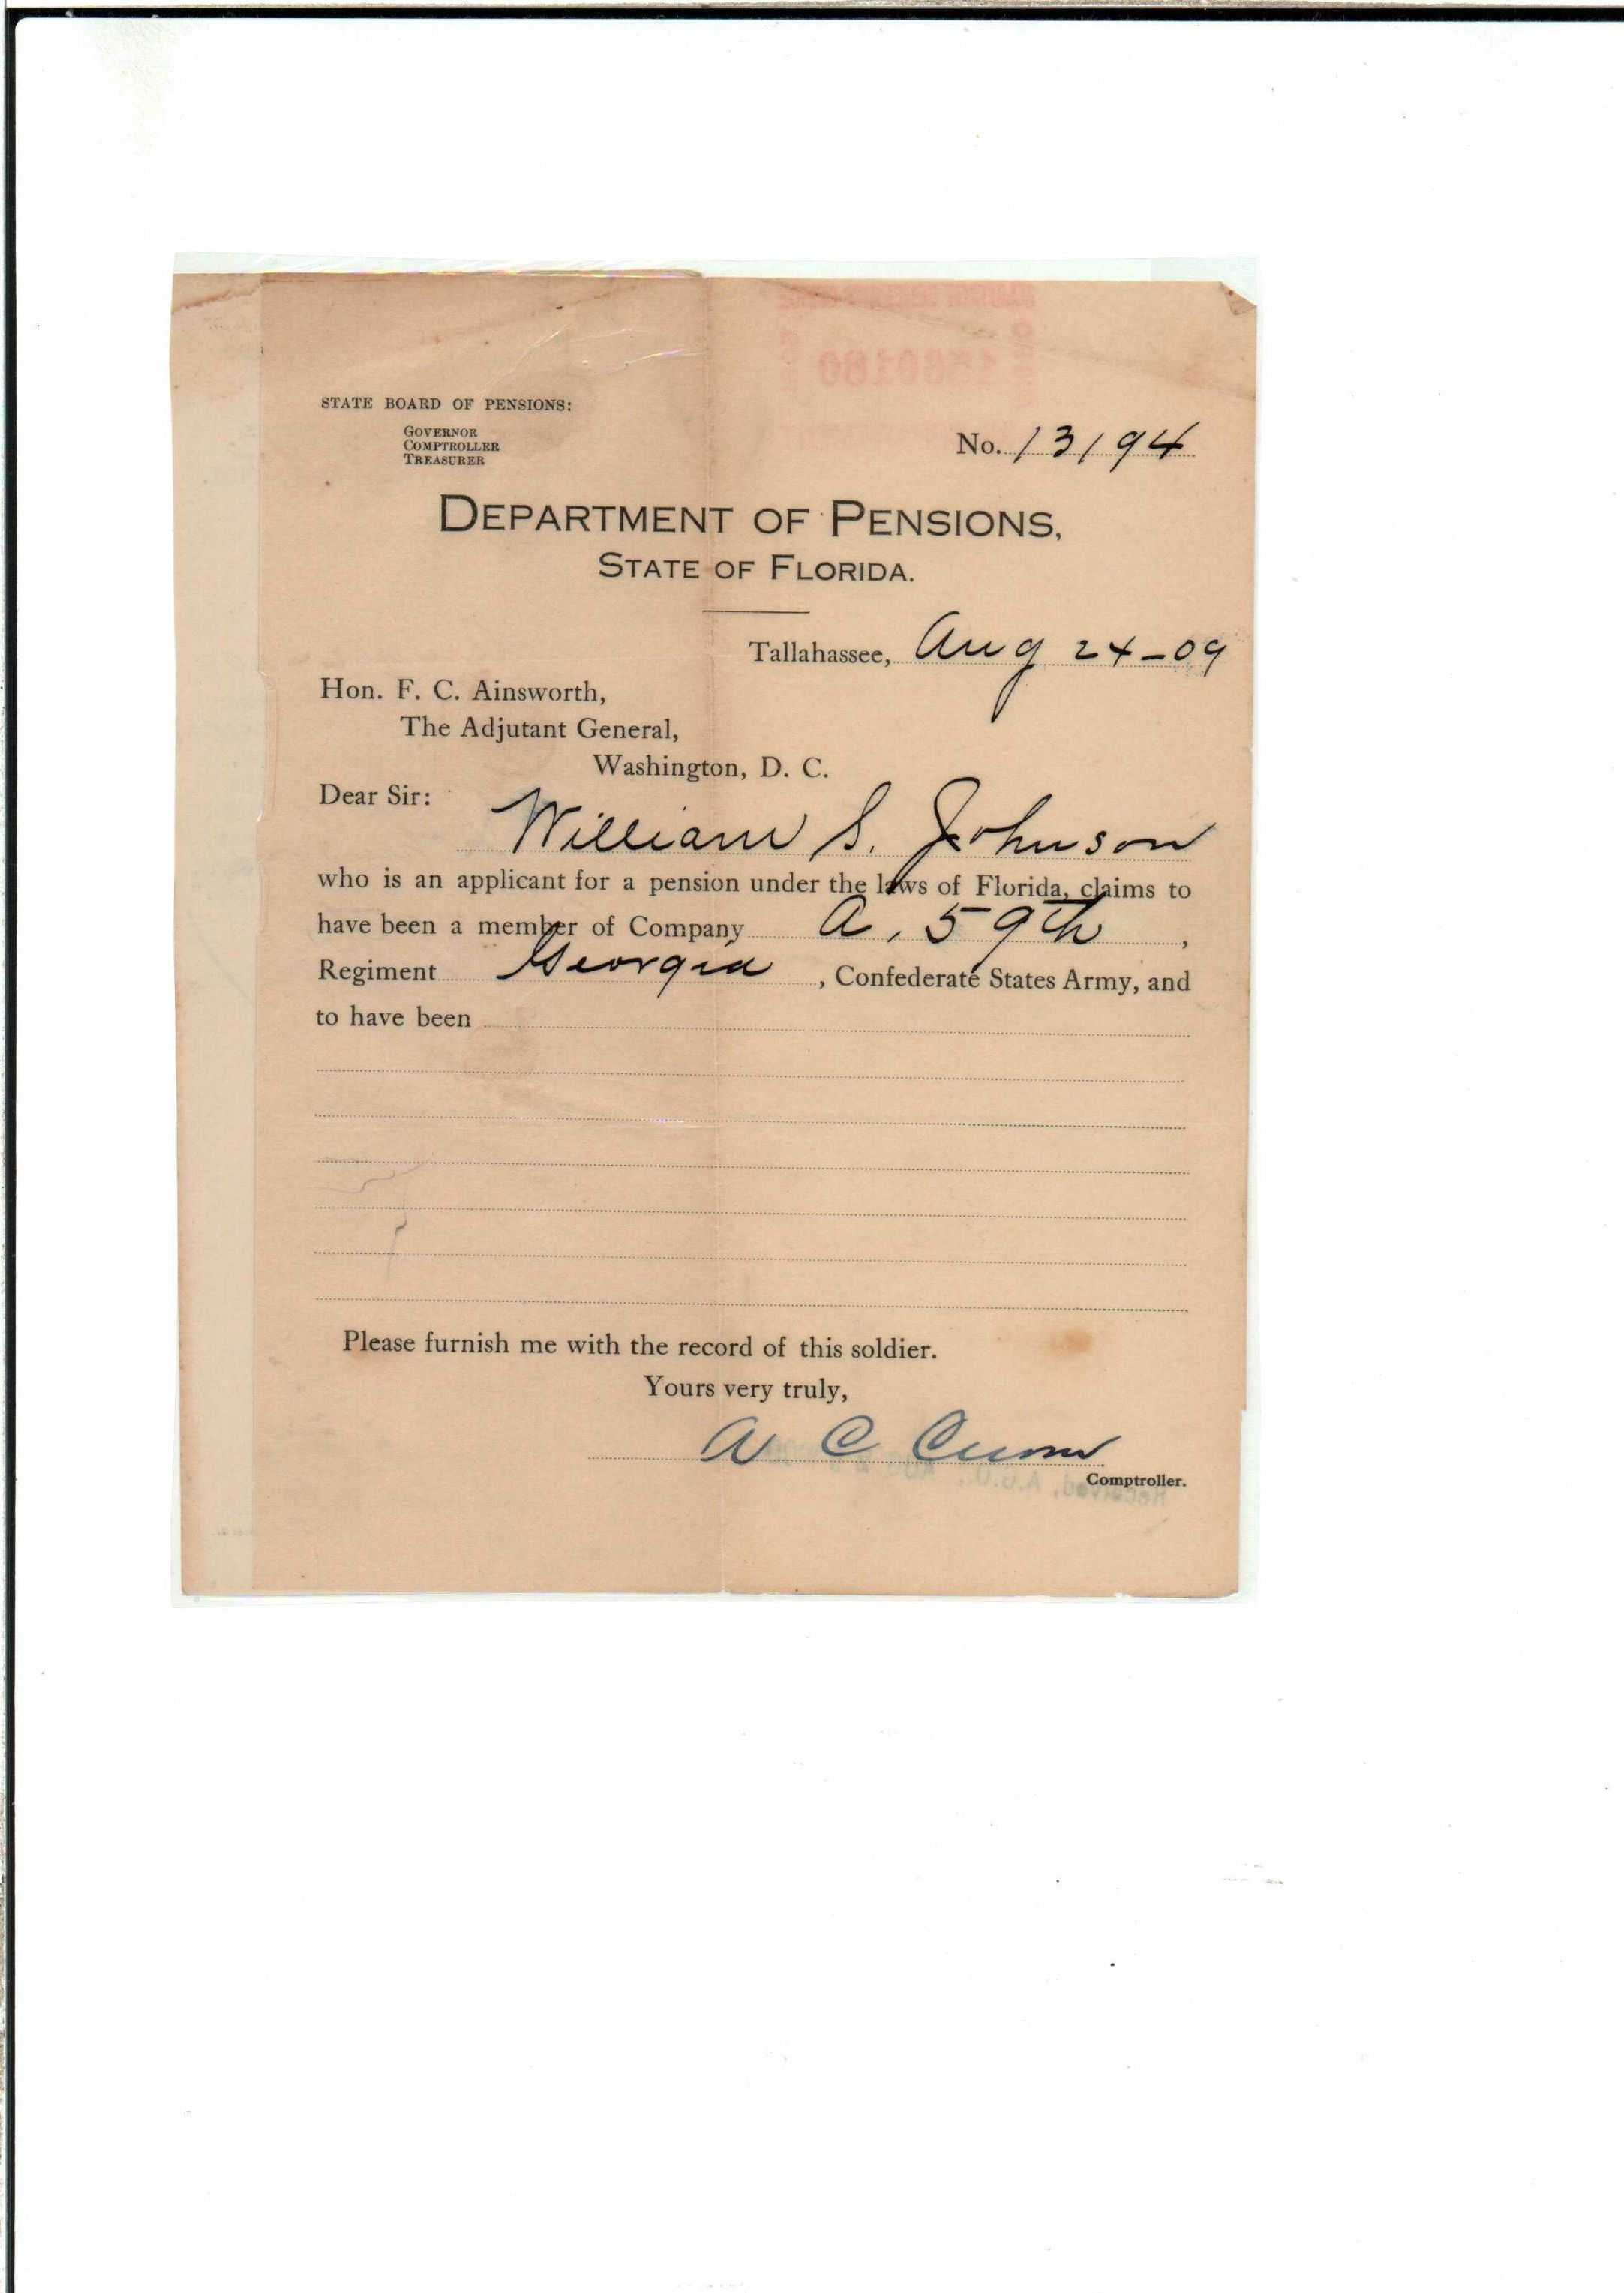 STATE BOARD OF PENSIONS:
GOVERNOR
COMPTROLLER
TREASURER
No. 13194
DEPARTMENT OF PENSIONS,
STATE OF FLORIDA.
Tallahassee, Aug 24-09
Hon. F. C. Ainsworth,
The Adjutant General,
Washington, D. C.
Dear Sir:
William S. Johnson
who is an applicant for a pension under the laws of Florida, claims to
have been a member of Company A, 59th,
Regiment Georgia, Confederate States Army, and
to have been
Please furnish me with the record of this soldier.
Yours very truly,
A C Croom
Comptroller.